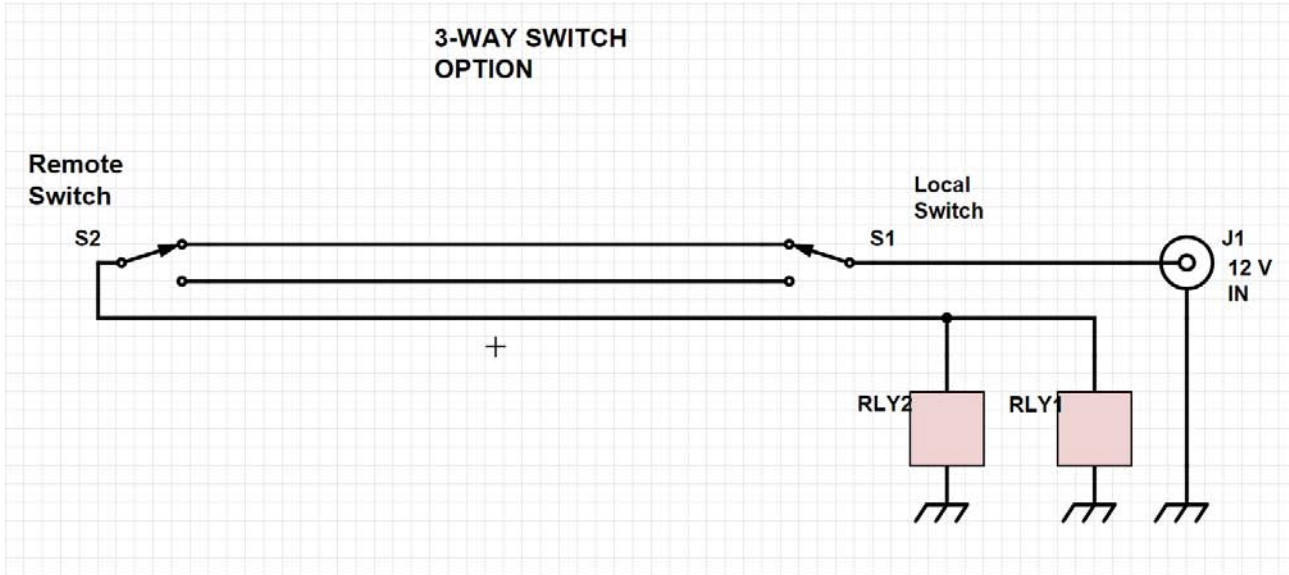 3-WAY SWITCH
OPTION
Remote
Switch
S2
Local
Switch
S1
J1
12 V
IN
RLY2
RLY1